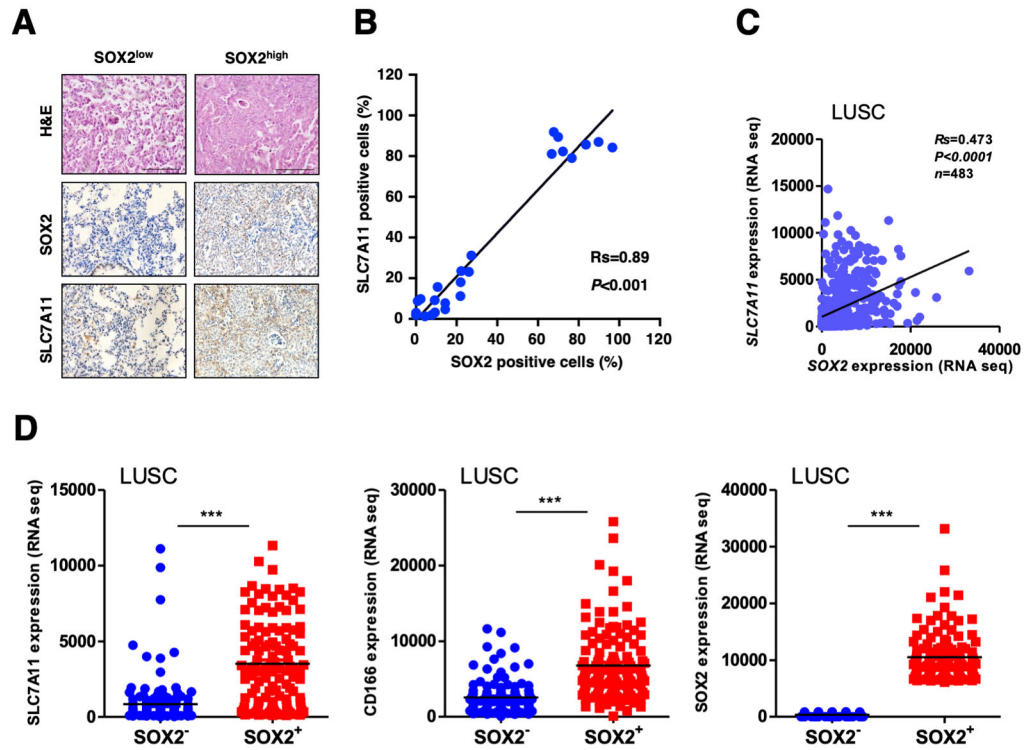 A
SOX2low
SOX2high
H&E
SOX2
SLC7A11
B
SLC7A11 positive cells (%)
120
100
80
60
40
20
0
0
20
40
60
80
100
120
Rs=0.89
P<0.001
SOX2 positive cells (%)
C
LUSC
SLC7A11 expression (RNA seq)
20000
15000
10000
5000
0
0
20000
40000
Rs=0.473
P<0.0001
n=483
SOX2 expression (RNA seq)
D
LUSC
***
SLC7A11 expression (RNA seq)
15000
10000
5000
0
SOX2-
SOX2+
LUSC
***
CD166 expression (RNA seq)
30000
20000
10000
0
SOX2-
SOX2+
LUSC
***
SOX2 expression (RNA seq)
40000
30000
20000
10000
0
SOX2-
SOX2+